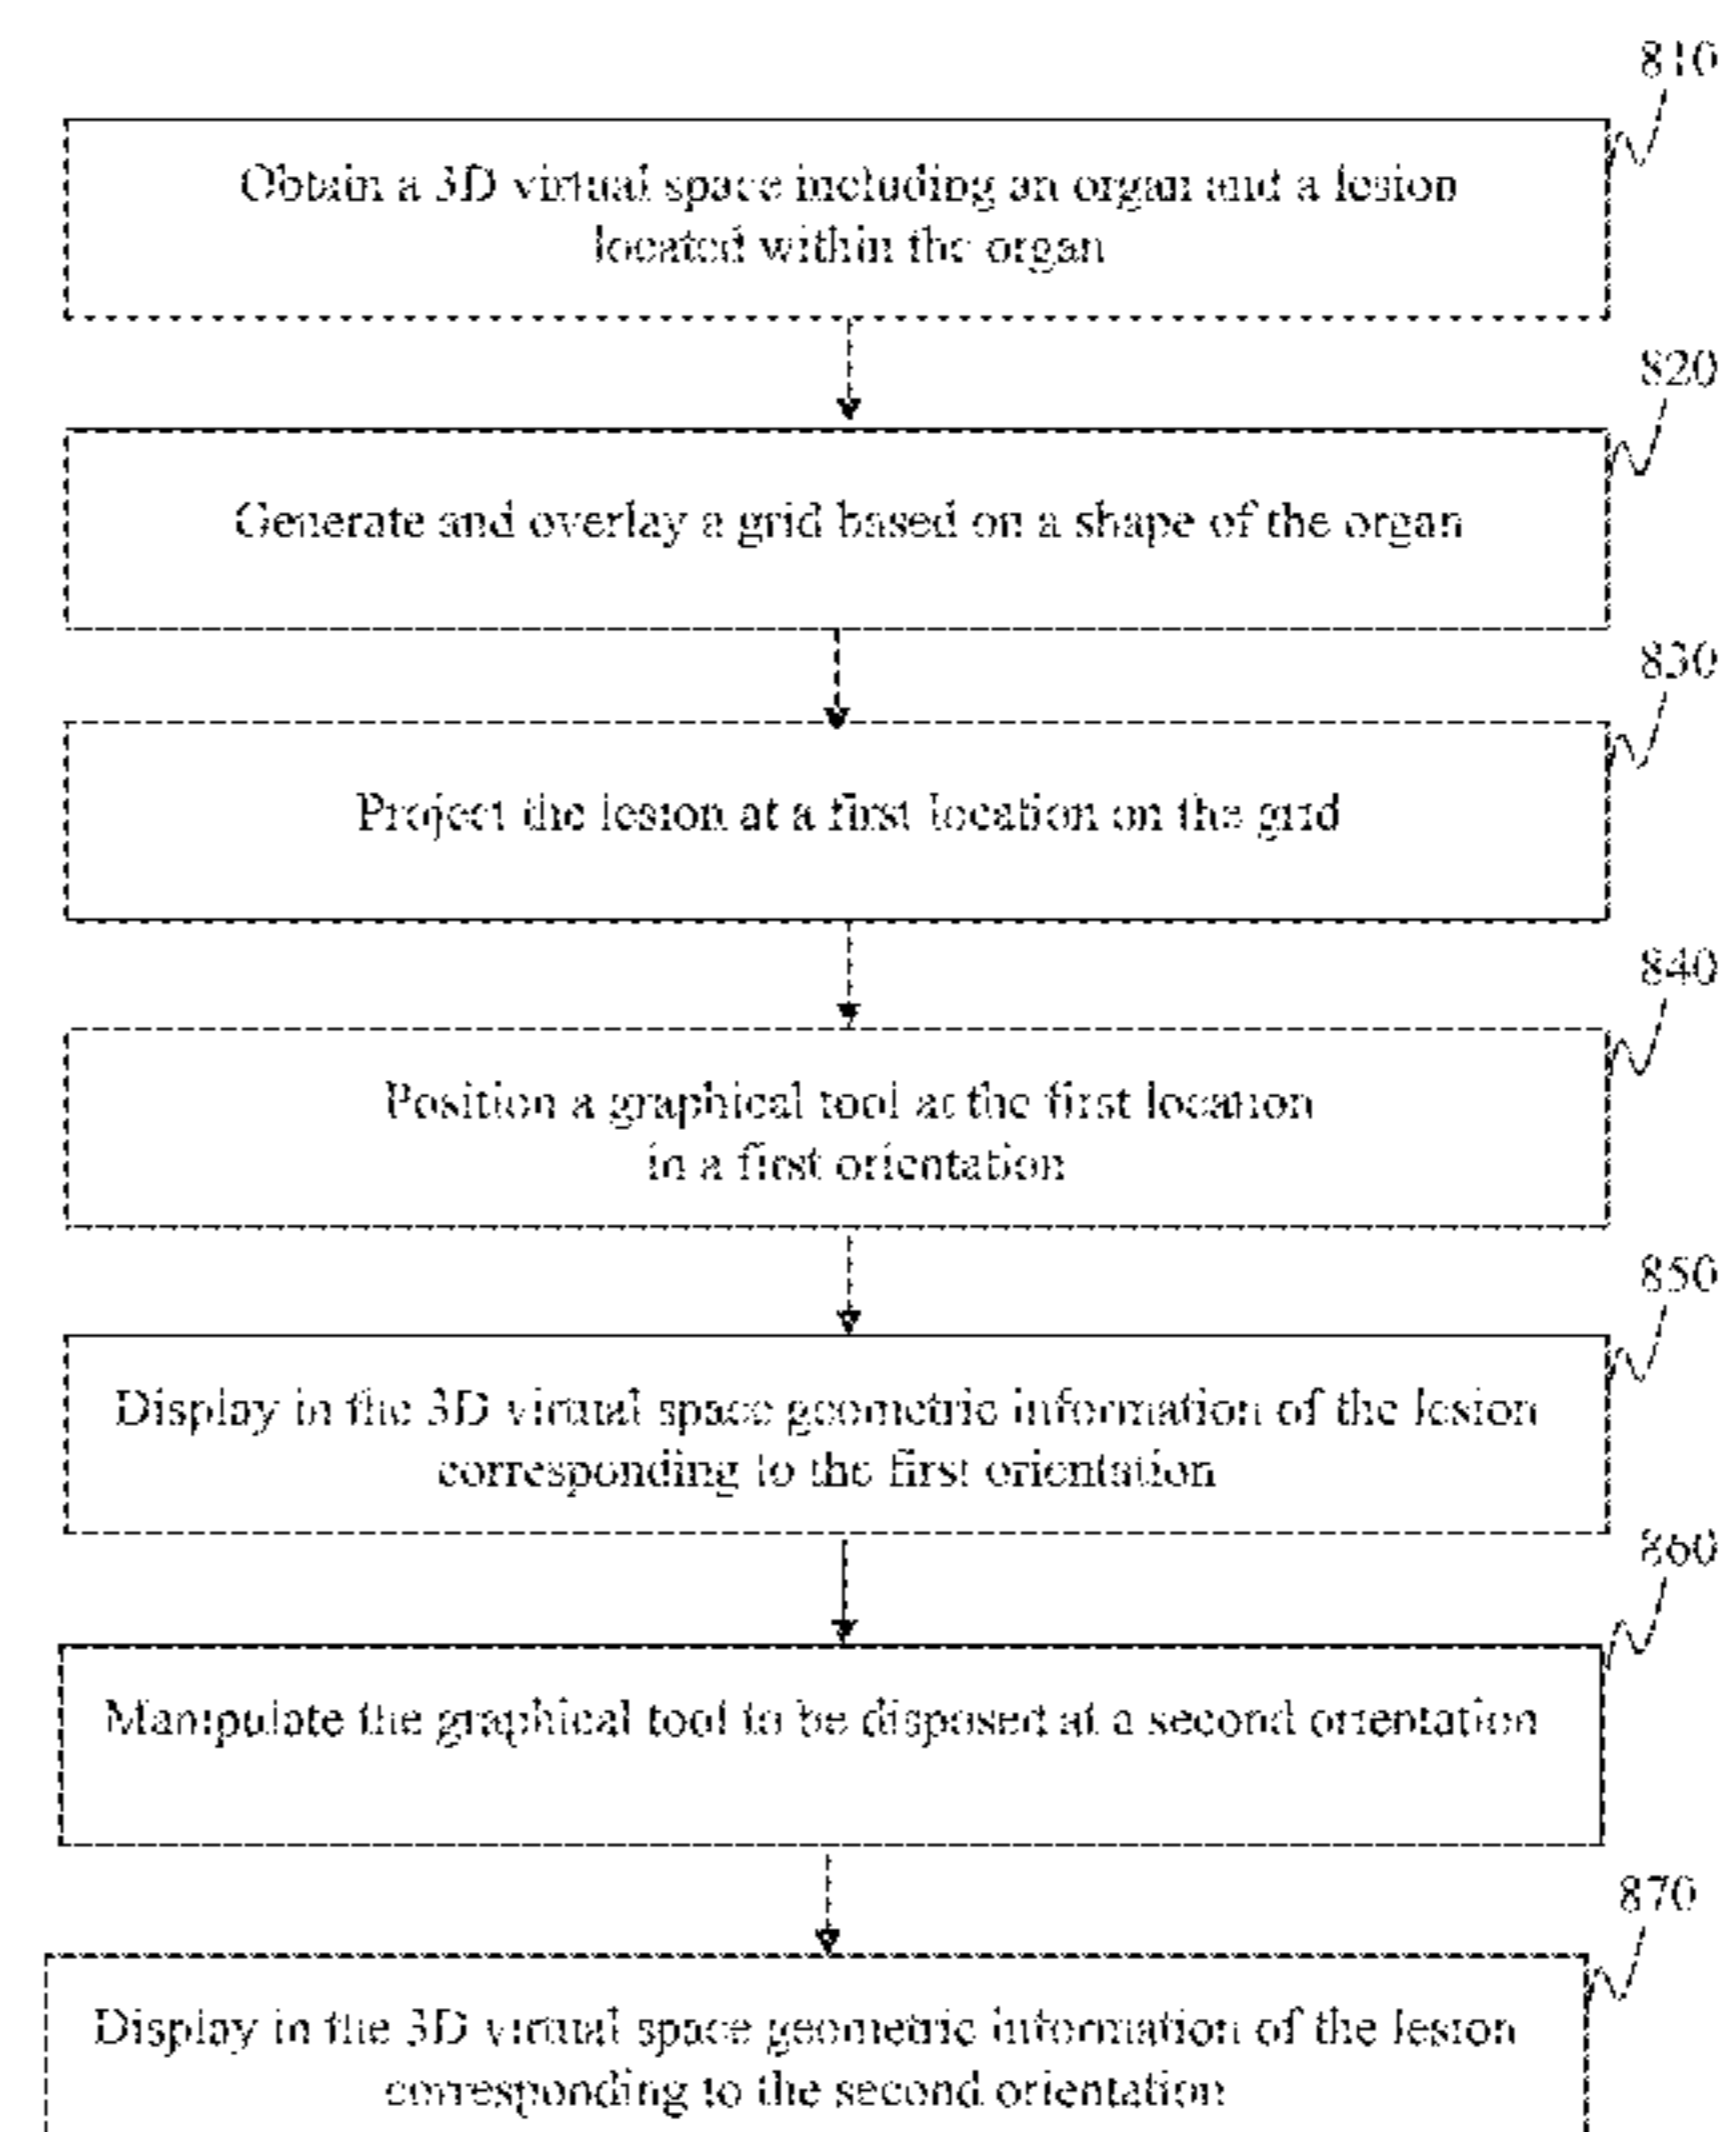 810
Obtain a 3D virtual space including an organ and a lesion
located within the organ
820
Generate and overlay a grid based on a shape of the organ
830
Project the lesion at a first location on the grid
840
Position a graphical tool at the first location
in a first orientation
850
Display in the 3D virtual space geometric information of the lesion
corresponding to the first orientation
860
Manipulate the graphical tool to be disposed at a second orientation
870
Display in the 3D virtual space geometric information of the lesion
corresponding to the second orientation